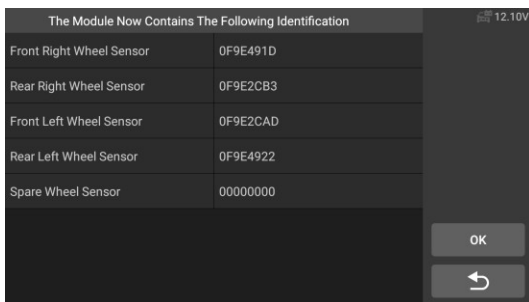 The Module Now Contains The Following Identification
12.10V
Front Right Wheel Sensor 0F9E491D
Rear Right Wheel Sensor 0F9E2CB3
Front Left Wheel Sensor 0F9E2CAD
Rear Left Wheel Sensor 0F9E4922
Spare Wheel Sensor 00000000
OK